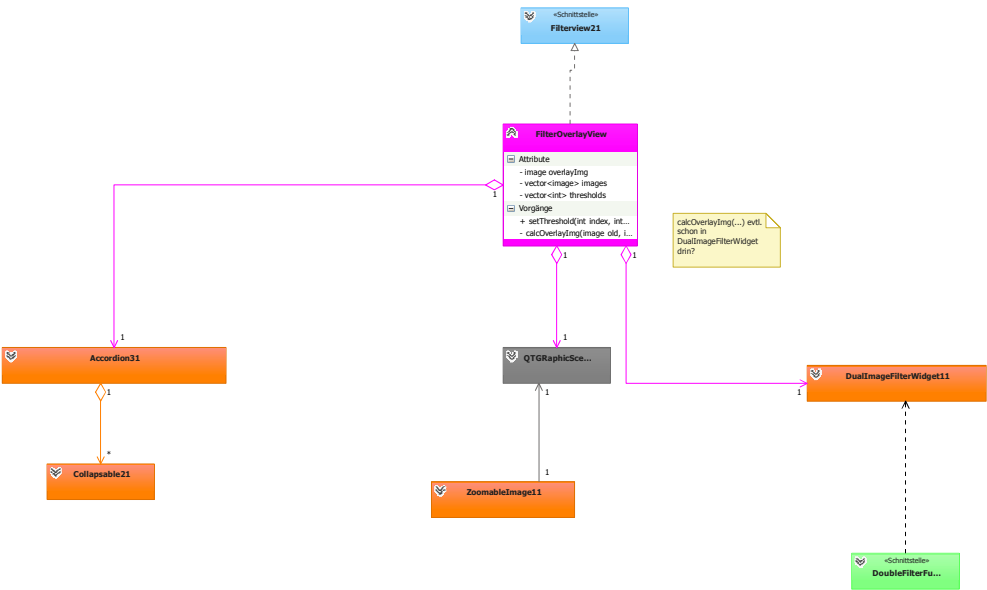 «Schnittstelle»
Filterview21
FilterOverlayView
Attribute
- image overlayImg
- vector<image> images
- vector<int> thresholds
Vorgänge
+ setThreshold(int index, int...
- calcOverlayImg(image old, i...
1
1
1
calcOverlayImg(...) evtl.
schon in
DualImageFilterWidget
drin?
1
1
Accordion31
QTGRaphicSce...
DualImageFilterWidget11
1
1
1
*
Collapsable21
1
ZoomableImage11
«Schnittstelle»
DoubleFilterFu...